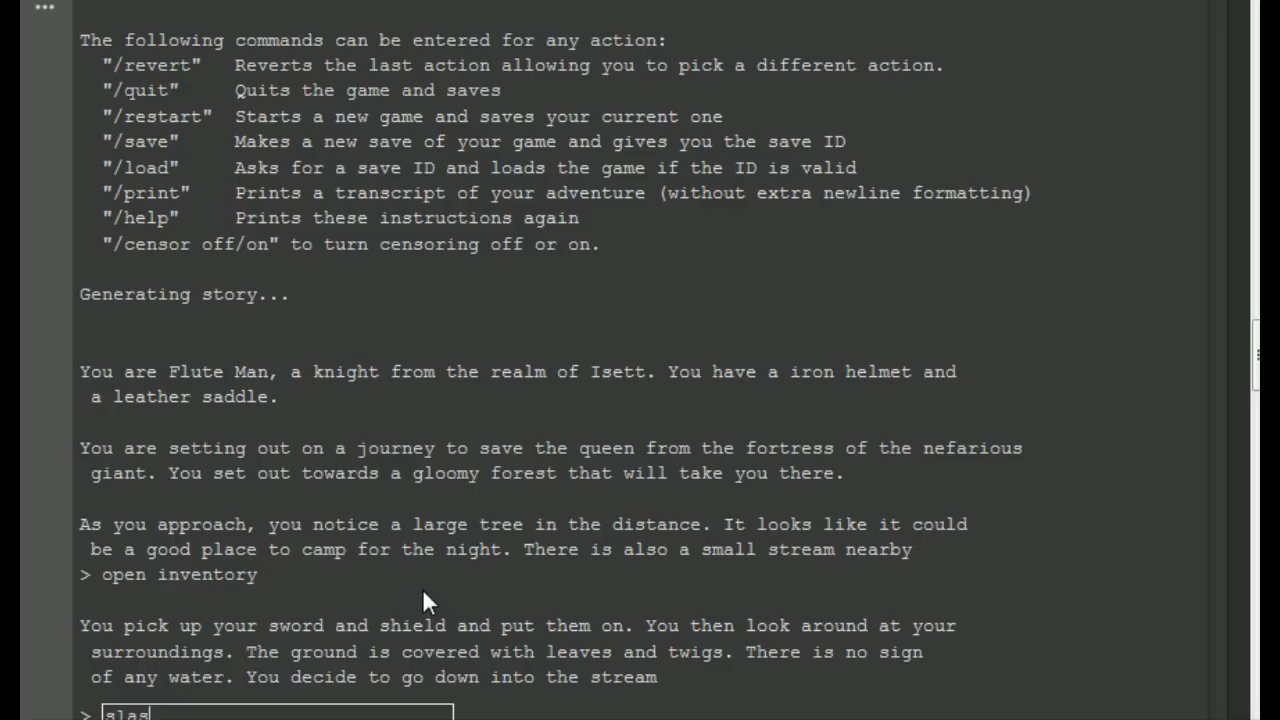 The following commands can be entered for any action:
"/revert" Reverts the last action allowing you to pick a different action.
"/quit" Quits the game and saves
"/restart" Starts a new game and saves your current one
"/save" Makes a new save of your game and gives you the save ID
"/load" Asks for a save ID and loads the game if the ID is valid
"/print" Prints a transcript of your adventure (without extra newline formatting)
"/help" Prints these instructions again
"/censor off/on" to turn censoring off or on.
Generating story...
You are Flute Man, a knight from the realm of Isett. You have a iron helmet and
a leather saddle.
You are setting out on a journey to save the queen from the fortress of the nefarious
giant. You set out towards a gloomy forest that will take you there.
As you approach, you notice a large tree in the distance. It looks like it could
be a good place to camp for the night. There is also a small stream nearby
> open inventory
You pick up your sword and shield and put them on. You then look around at your
surroundings. The ground is covered with leaves and twigs. There is no sign
of any water. You decide to go down into the stream
> slas